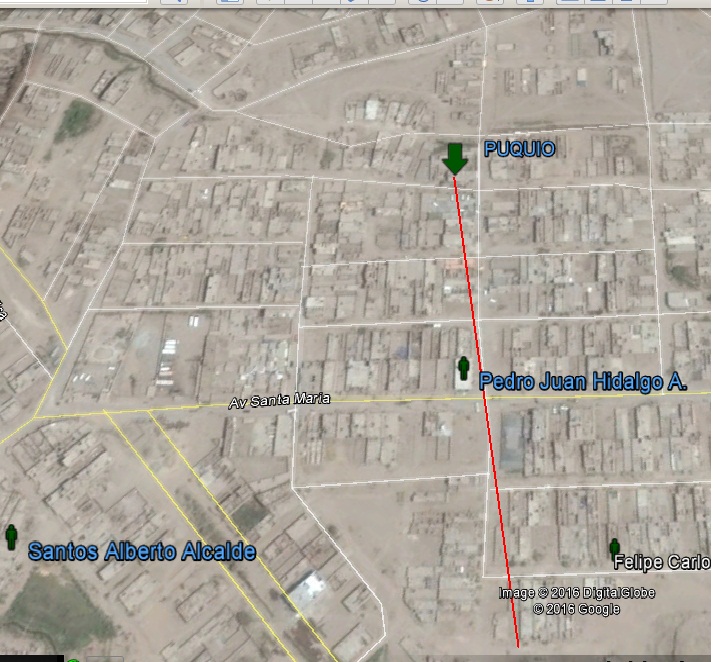 PUQUIO
Pedro Juan Hidalgo A.
Av Santa Maria
Santos Alberto Alcalde
Felipe Carlo
Image © 2016 DigitalGlobe
© 2016 Google